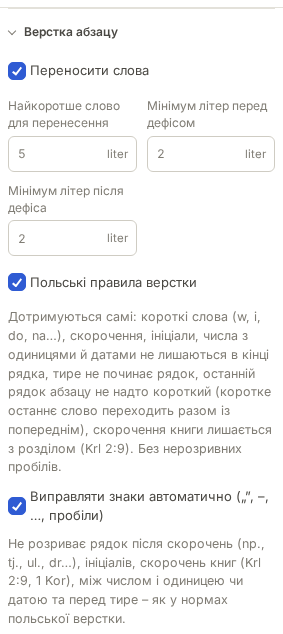 Верстка абзацу
Переносити слова
Найкоротше слово для перенесення
5 liter
Мінімум літер перед дефісом
2 liter
Мінімум літер після дефіса
2 liter
Польські правила верстки
Дотримуються самі: короткі слова (w, i,
do, na...), скорочення, ініціали, числа з
одиницями й датами не лишаються в кінці
рядка, тире не починає рядок, останній
рядок абзацу не надто короткий (коротке
останнє слово переходить разом із
попереднім), скорочення книги лишається
з розділом (Krl 2:9). Без нерозривних
пробілів.
Виправляти знаки автоматично („”, –,
..., пробіли)
Не розриває рядок після скорочень (np.,
tj., ul., dr...), ініціалів, скорочень книг (Krl
2:9, 1 Kor), між числом і одиницею чи
датою та перед тире – як у нормах
польської верстки.